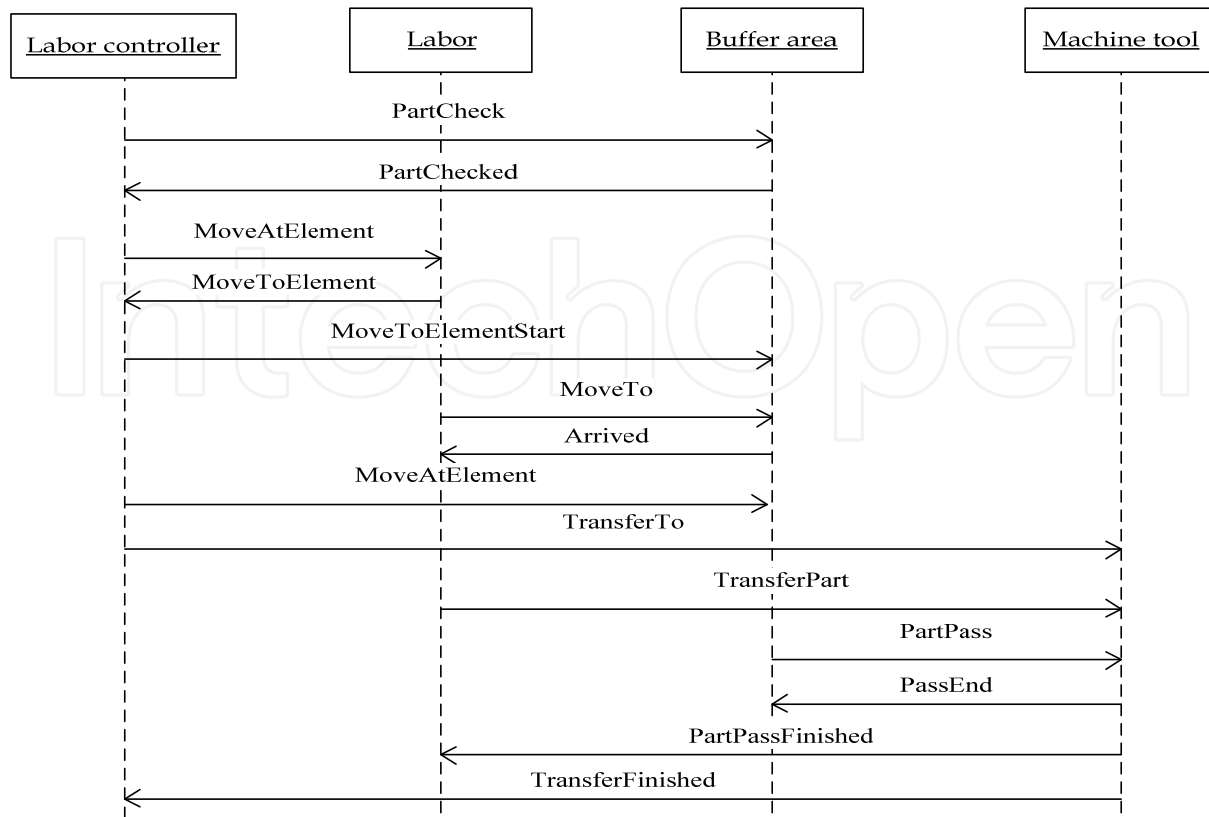 Labor controller
Labor
Buffer area
Machine tool
PartCheck
PartChecked
MoveAtElement
MoveToElement
MoveToElementStart
MoveTo
Arrived
MoveAtElement
TransferTo
TransferPart
PartPass
PassEnd
PartPassFinished
TransferFinished
IntechOpen